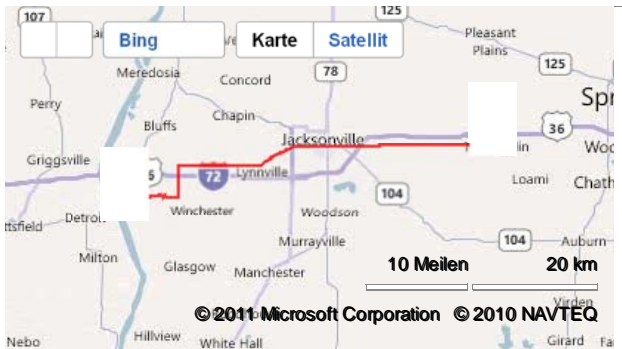 107
125
Bing
Karte
Satellit
Pleasant
Plains
Meredosia
Concord
78
125
Perry
Chapin
Spr
Bluffs
Jacksonville
36
Griggsville
Lynnville
72
Loami
Chath
104
Winchester
Woodson
Detroi
Murrayville
104
Auburn
Milton
Glasgow
Manchester
10 Meilen
20 km
Virden
© 2011 Microsoft Corporation © 2010 NAVTEQ
Hillview
White Hall
Nebo
Girard